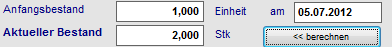 Anfangsbestand 1,000 Einheit am 05.07.2012
Aktueller Bestand 2,000 Stk << berechnen